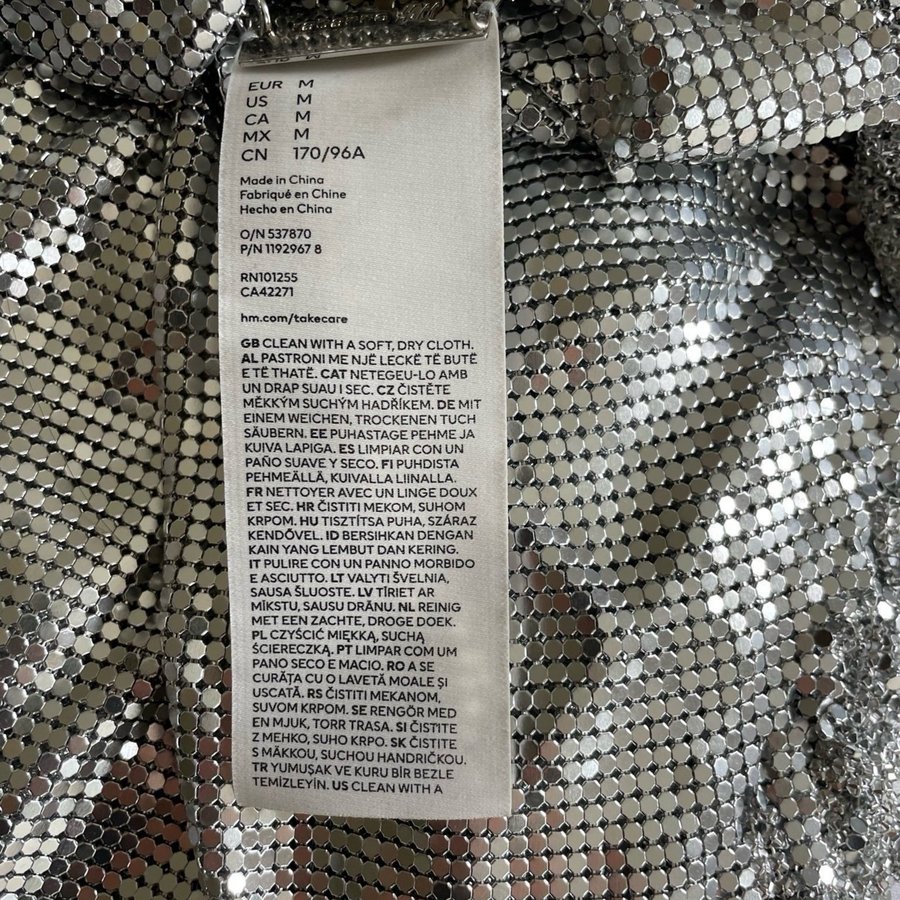 EUR M
US M
CA M
MX M
CN 170/96A
Made in China
Fabriqué en Chine
Hecho en China
O/N 537870
P/N 1192967 8
RN101255
CA42271
hm.com/takecare
GB CLEAN WITH A SOFT, DRY CLOTH.
AL PASTRONI ME NJË LECKË TË BUTË
E TË THATË. CAT NETEGEU-LO AMB
UN DRAP SUAU I SEC. CZ ČISTĚTE
MĚKKÝM SUCHÝM HADŘÍKEM. DE MIT
EINEM WEICHEN, TROCKENEN TUCH
SÄUBERN. EE PUHASTAGE PEHME JA
KUIVA LAPIGA. ES LIMPIAR CON UN
PAÑO SUAVE Y SECO. FI PUHDISTA
PEHMEÄLLÄ, KUIVALLA LIINALLA.
FR NETTOYER AVEC UN LINGE DOUX
ET SEC. HR ČISTITI MEKOM, SUHOM
KRPOM. HU TISZTÍTSA PUHA, SZÁRAZ
KENDŐVEL. ID BERSIHKAN DENGAN
KAIN YANG LEMBUT DAN KERING.
IT PULIRE CON UN PANNO MORBIDO
E ASCIUTTO. LT VALYTI ŠVELNIA,
SAUSA ŠLUOSTE. LV TĪRIET AR
MĪKSTU, SAUSU DRĀNU. NL REINIG
MET EEN ZACHTE, DROGE DOEK.
PL CZYŚCIĆ MIĘKKĄ, SUCHĄ
ŚCIERECZKĄ. PT LIMPAR COM UM
PANO SECO E MACIO. RO A SE
CURĂȚA CU O LAVETĂ MOALE ȘI
USCATĂ. RS ČISTITI MEKANOM,
SUVOM KRPOM. SE RENGÖR MED
EN MJUK, TORR TRASA. SI ČISTITE
Z MEHKO, SUHO KRPO. SK ČISTITE
S MÄKKOU, SUCHOU HANDRIČKOU.
TR YUMUŞAK VE KURU BİR BEZLE
TEMİZLEYİN. US CLEAN WITH A